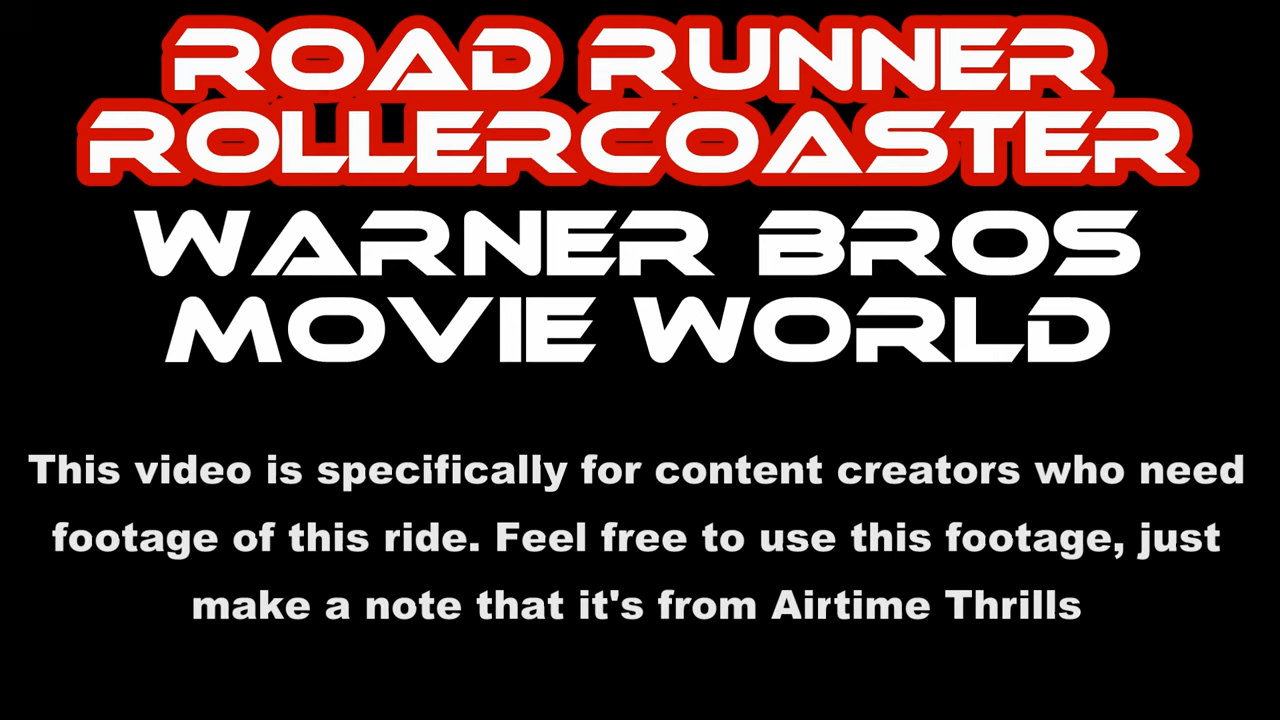 ROAD RUNNER
ROLLERCOASTER
WARNER BROS
MOVIE WORLD
This video is specifically for content creators who need
footage of this ride. Feel free to use this footage, just
make a note that it's from Airtime Thrills